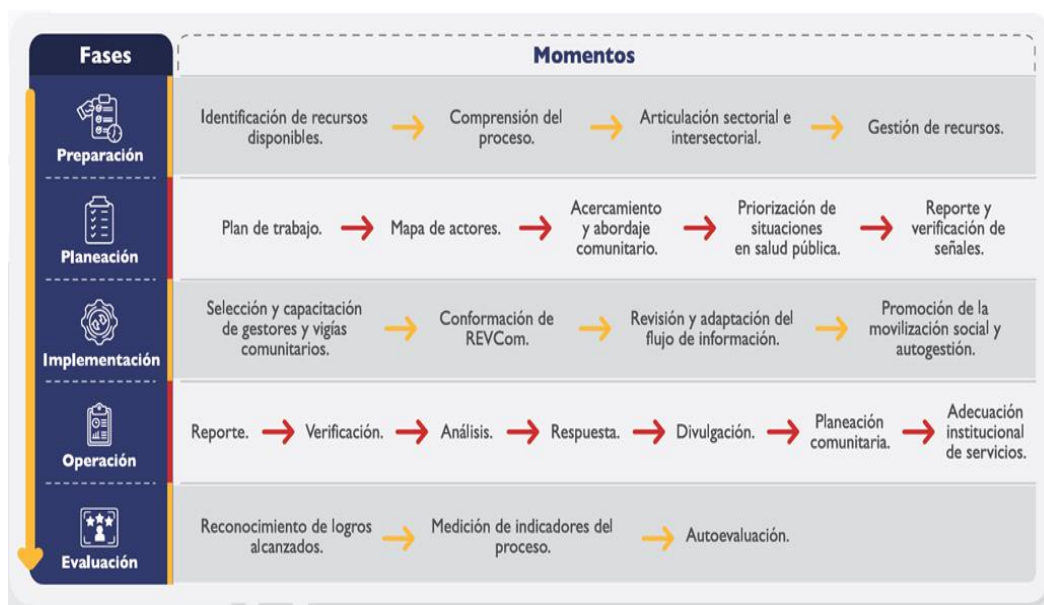 Fases
Momentos
Preparación
Identificación de recursos
disponibles.
Comprensión del
proceso.
Articulación sectorial e
intersectorial.
Gestión de recursos.
Planeación
Plan de trabajo.
Mapa de actores.
Acercamiento
y abordaje
comunitario.
Priorización de
situaciones
en salud pública.
Reporte y
verificación de
señales.
Implementación
Selección y capacitación
de gestores y vigías
comunitarios.
Conformación de
REVCom.
Revisión y adaptación del
flujo de información.
Promoción de la
movilización social y
autogestión.
Operación
Reporte.
Verificación.
Análisis.
Respuesta.
Divulgación.
Planeación
comunitaria.
Adecuación
institucional
de servicios.
Evaluación
Reconocimiento de logros
alcanzados.
Medición de indicadores del
proceso.
Autoevaluación.